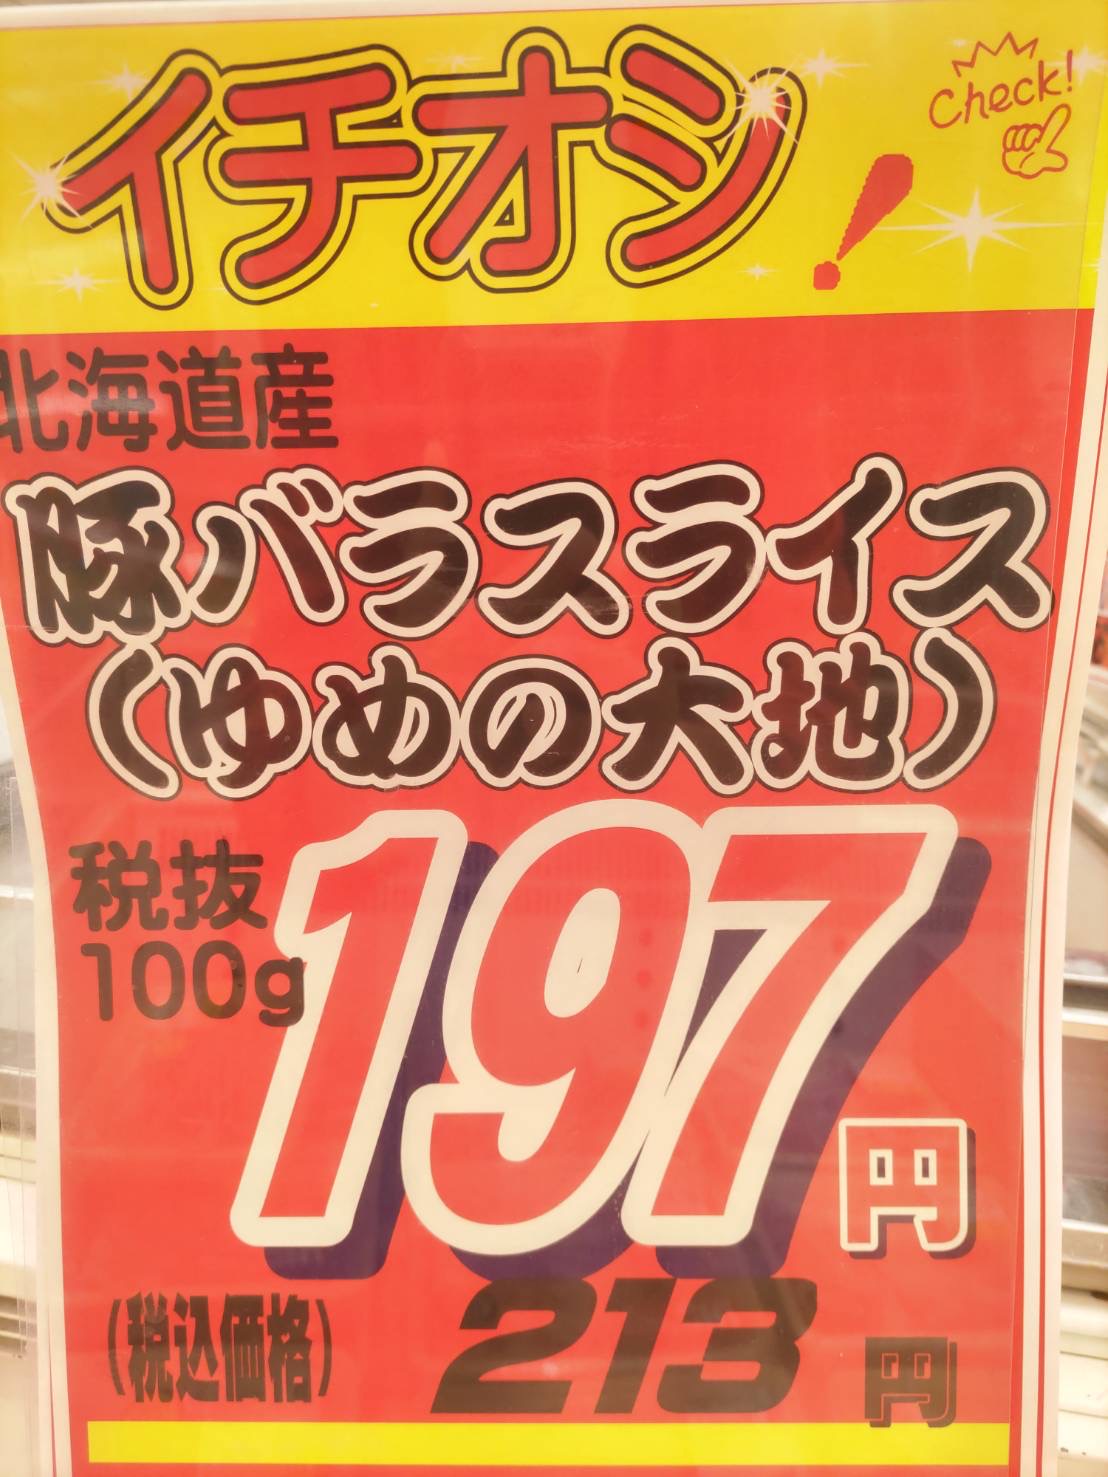 イチオシ!
Check!
北海道産
豚バラスライス
(ゆめの大地)
税抜
100g
197円
(税込価格) 213円